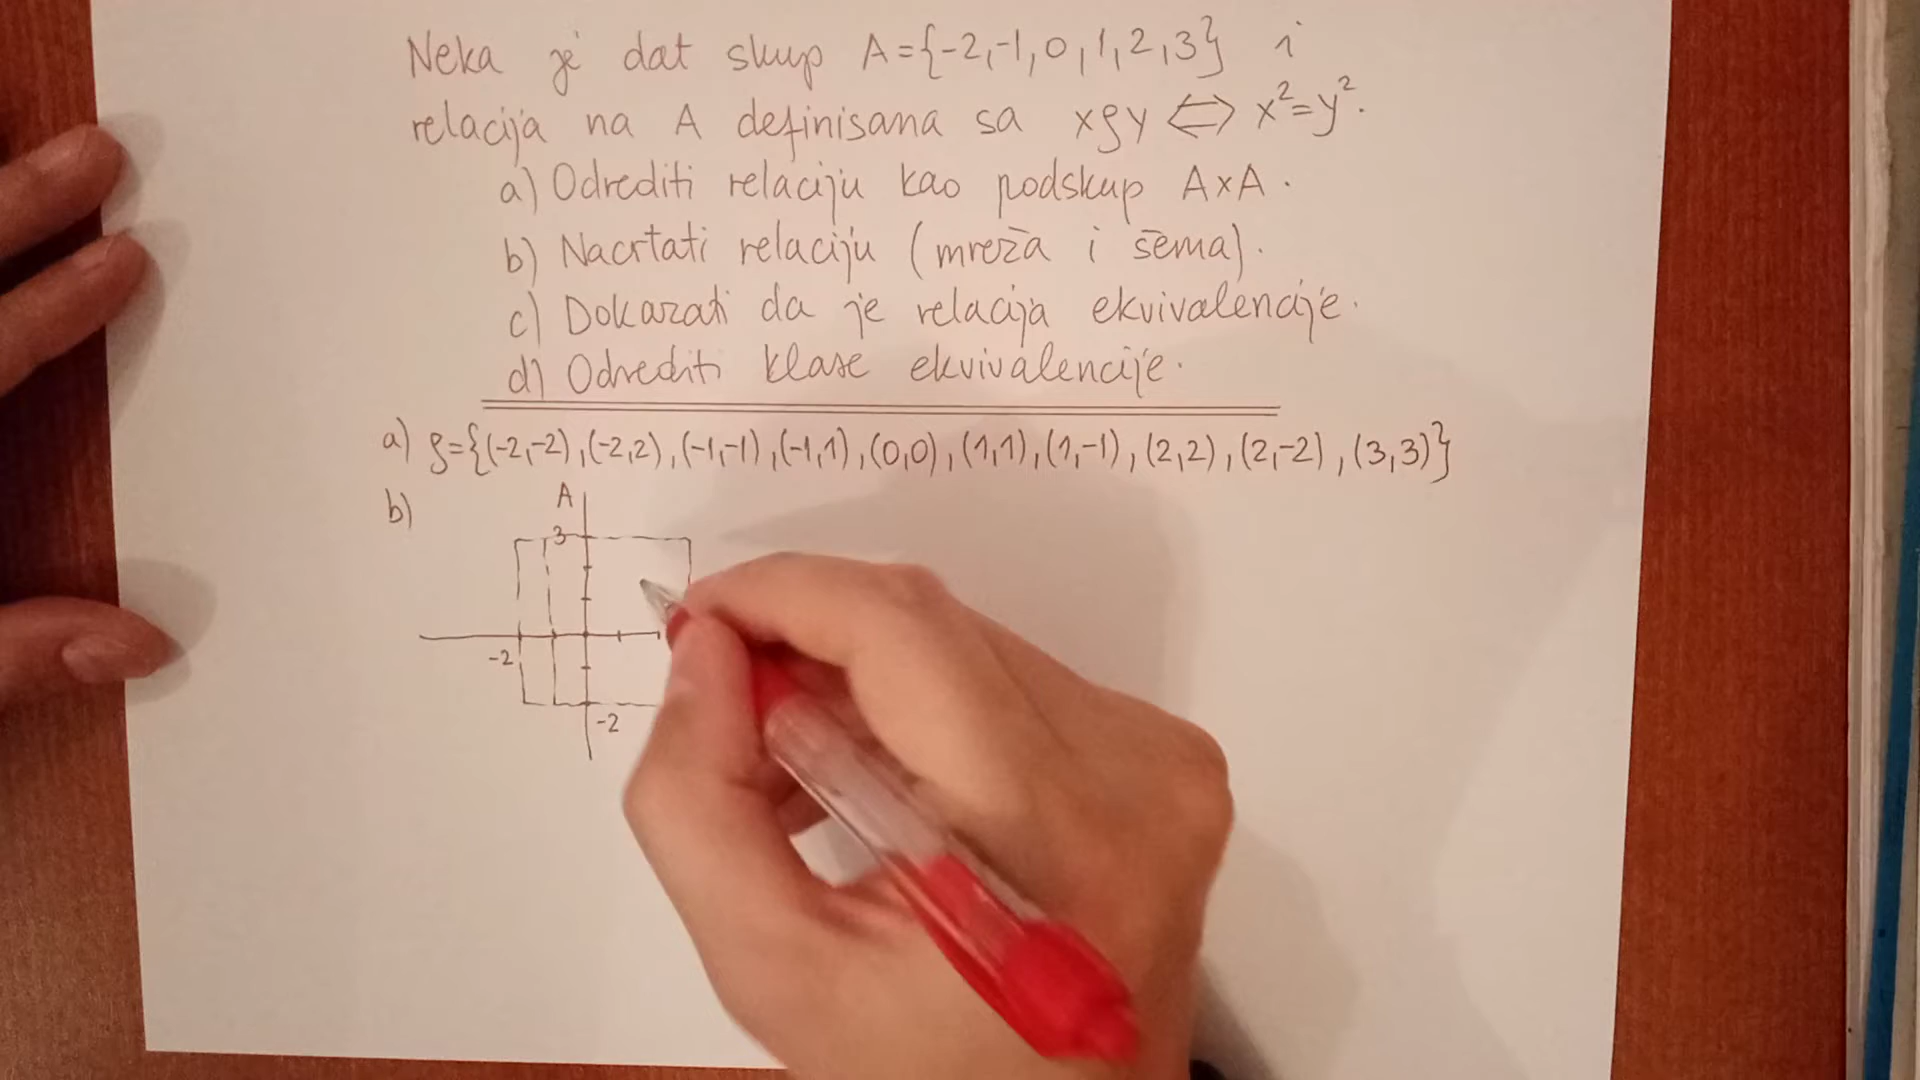 Neka je dat skup A={-2,-1,0,1,2,3} i
relacija na A definisana sa xρy ⇔ x²=y².
a) Odrediti relaciju kao podskup A×A.
b) Nacrtati relaciju (mreža i šema).
c) Dokazati da je relacija ekvivalencije.
d) Odrediti klase ekvivalencije.
a) ρ={(-2,-2),(-2,2),(-1,-1),(-1,1),(0,0),(1,1),(1,-1),(2,2),(2,-2),(3,3)}
b)
A
3
-2
-2